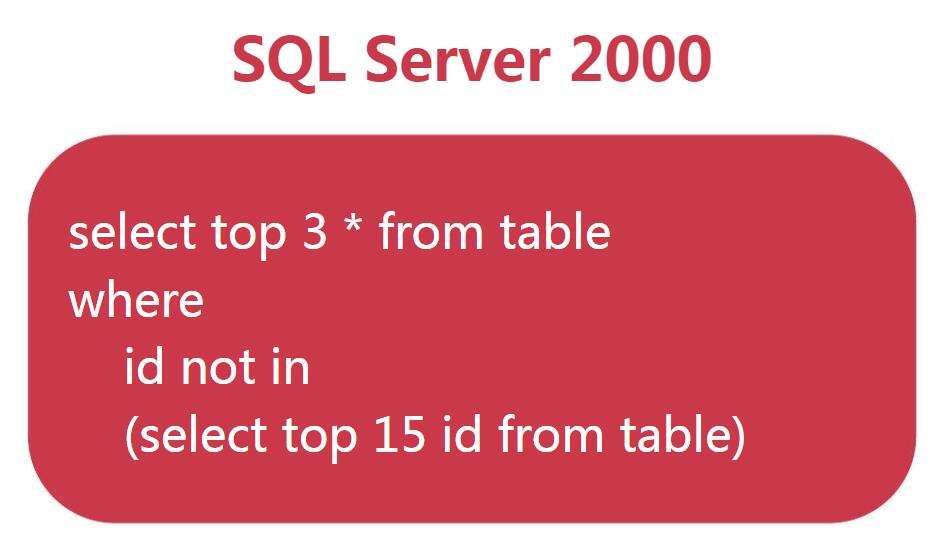 SQL Server 2000
select top 3 * from table
where
id not in
(select top 15 id from table)